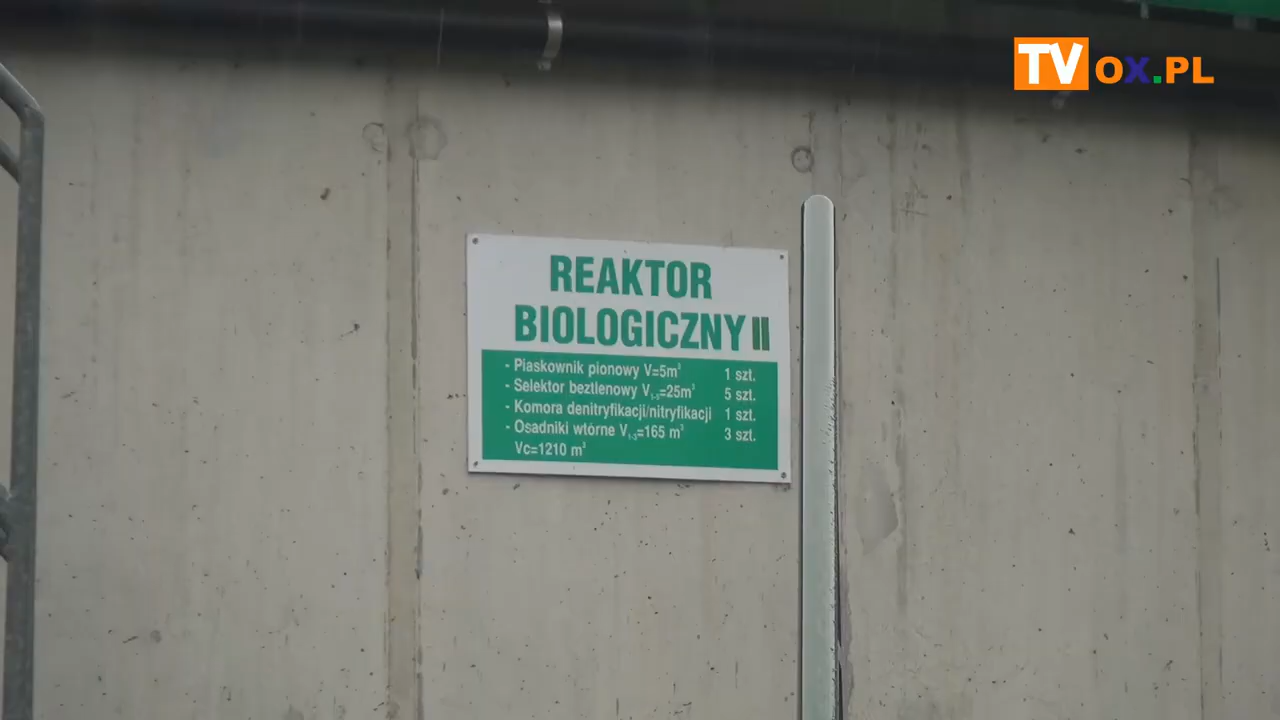 TVox.PL
REAKTOR
BIOLOGICZNY II
- Piaskownik pionowy V=5m³ 1 szt.
- Selektor beztlenowy V₁₋₅=25m³ 5 szt.
- Komora denitryfikacji/nitryfikacji 1 szt.
- Osadniki wtórne V₁₋₃=165 m³ 3 szt.
Vc=1210 m³